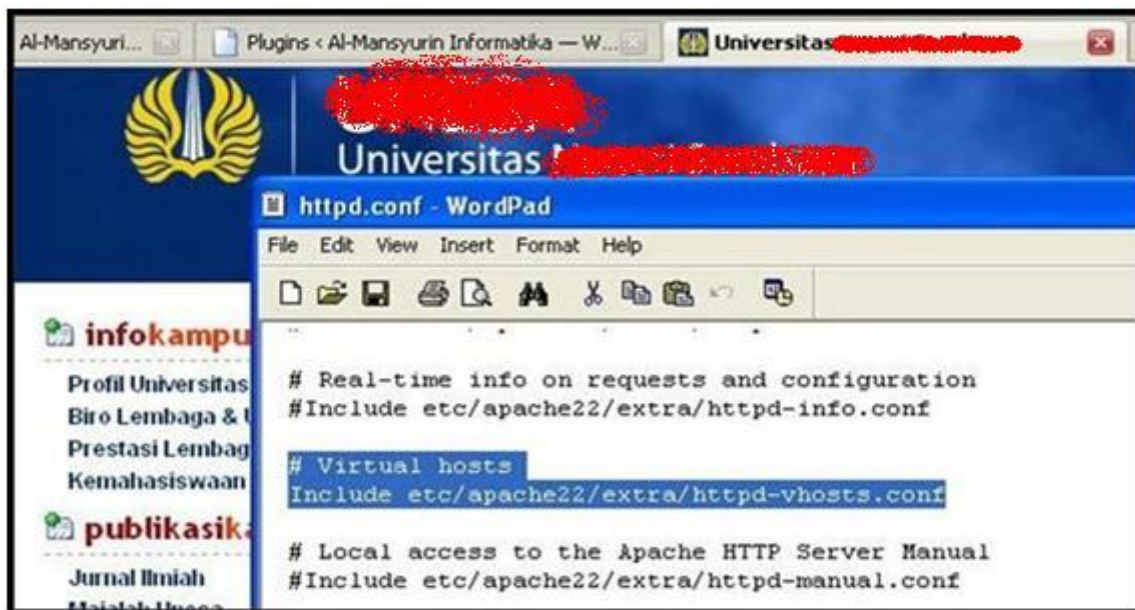 Al-Mansyuri...
Plugins < Al-Mansyurin Informatika — W...
Universitas
Universitas
httpd.conf - WordPad
File Edit View Insert Format Help
infokampu
Profil Universitas
Biro Lembaga &
Prestasi Lembag
Kemahasiswaan
publikasika
Jurnal Ilmiah
# Real-time info on requests and configuration
#Include etc/apache22/extra/httpd-info.conf
# Virtual hosts
Include etc/apache22/extra/httpd-vhosts.conf
# Local access to the Apache HTTP Server Manual
#Include etc/apache22/extra/httpd-manual.conf